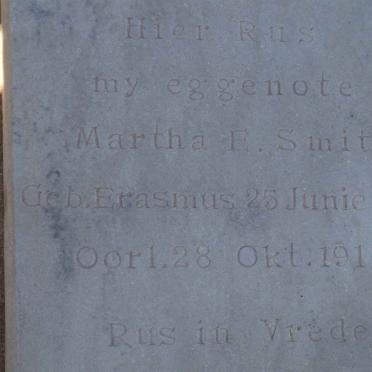 Hier Rus
my eggenote
Martha E. Smit
Geb. Erasmus 25 Junie
Oorl. 28 Okt. 191
Rus in Vrede